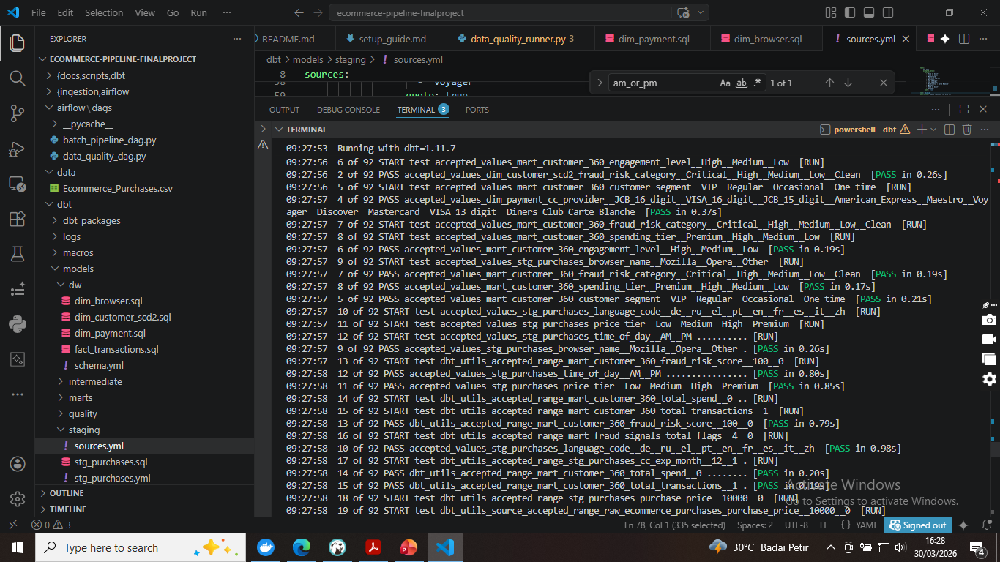 File Edit Selection View Go Run ···
ecommerce-pipeline-finalproject
EXPLORER ···
README.md setup_guide.md data_quality_runner.py 3 dim_payment.sql dim_browser.sql sources.yml
dbt > models > staging > ! sources.yml
ECOMMERCE-PIPELINE-FINALPROJECT
{docs,scripts,dbt
{ingestion,airflow
airflow \ dags
__pycache__
batch_pipeline_dag.py
data_quality_dag.py
data
Ecommerce_Purchases.csv
dbt
dbt_packages
logs
macros
models
dw
dim_browser.sql
dim_customer_scd2.sql
dim_payment.sql
fact_transactions.sql
! schema.yml
intermediate
marts
quality
staging
! sources.yml
stg_purchases.sql
! stg_purchases.yml
OUTLINE
TIMELINE
8 sources:
58 - Voyager
59 quote: true
am_or_pm Aa ab .* 1 of 1
OUTPUT DEBUG CONSOLE TERMINAL 3 PORTS
TERMINAL powershell - dbt
09:27:53 Running with dbt=1.11.7
09:27:56 6 of 92 START test accepted_values_mart_customer_360_engagement_level__High__Medium__Low [RUN]
09:27:56 2 of 92 PASS accepted_values_dim_customer_scd2_fraud_risk_category__Critical__High__Medium__Low__Clean [PASS in 0.26s]
09:27:56 5 of 92 START test accepted_values_mart_customer_360_customer_segment__VIP__Regular__Occasional__One_time [RUN]
09:27:57 4 of 92 PASS accepted_values_dim_payment_cc_provider__JCB_16_digit__VISA_16_digit__JCB_15_digit__American_Express__Maestro__Voy
ager__Discover__Mastercard__VISA_13_digit__Diners_Club_Carte_Blanche [PASS in 0.37s]
09:27:57 7 of 92 START test accepted_values_mart_customer_360_fraud_risk_category__Critical__High__Medium__Low__Clean [RUN]
09:27:57 8 of 92 START test accepted_values_mart_customer_360_spending_tier__Premium__High__Medium__Low [RUN]
09:27:57 6 of 92 PASS accepted_values_mart_customer_360_engagement_level__High__Medium__Low [PASS in 0.19s]
09:27:57 9 of 92 START test accepted_values_stg_purchases_browser_name__Mozilla__Opera__Other [RUN]
09:27:57 7 of 92 PASS accepted_values_mart_customer_360_fraud_risk_category__Critical__High__Medium__Low__Clean [PASS in 0.19s]
09:27:57 8 of 92 PASS accepted_values_mart_customer_360_spending_tier__Premium__High__Medium__Low [PASS in 0.17s]
09:27:57 5 of 92 PASS accepted_values_mart_customer_360_customer_segment__VIP__Regular__Occasional__One_time [PASS in 0.21s]
09:27:57 10 of 92 START test accepted_values_stg_purchases_language_code__de__ru__el__pt__en__fr__es__it__zh [RUN]
09:27:57 11 of 92 START test accepted_values_stg_purchases_price_tier__Low__Medium__High__Premium [RUN]
09:27:57 12 of 92 START test accepted_values_stg_purchases_time_of_day__AM__PM .......... [RUN]
09:27:57 9 of 92 PASS accepted_values_stg_purchases_browser_name__Mozilla__Opera__Other . [PASS in 0.26s]
09:27:57 13 of 92 START test dbt_utils_accepted_range_mart_customer_360_fraud_risk_score__100__0 [RUN]
09:27:58 12 of 92 PASS accepted_values_stg_purchases_time_of_day__AM__PM ................ [PASS in 0.80s]
09:27:58 11 of 92 PASS accepted_values_stg_purchases_price_tier__Low__Medium__High__Premium [PASS in 0.85s]
09:27:58 14 of 92 START test dbt_utils_accepted_range_mart_customer_360_total_spend__0 .. [RUN]
09:27:58 15 of 92 START test dbt_utils_accepted_range_mart_customer_360_total_transactions__1 [RUN]
09:27:58 13 of 92 PASS dbt_utils_accepted_range_mart_customer_360_fraud_risk_score__100__0 [PASS in 0.79s]
09:27:58 16 of 92 START test dbt_utils_accepted_range_mart_fraud_signals_total_flags__4__0 [RUN]
09:27:58 10 of 92 PASS accepted_values_stg_purchases_language_code__de__ru__el__pt__en__fr__es__it__zh [PASS in 0.98s]
09:27:58 17 of 92 START test dbt_utils_accepted_range_stg_purchases_cc_exp_month__12__1 . [RUN]
09:27:58 14 of 92 PASS dbt_utils_accepted_range_mart_customer_360_total_spend__0 ........ [PASS in 0.20s]
09:27:58 15 of 92 PASS dbt_utils_accepted_range_mart_customer_360_total_transactions__1 . [PASS in 0.19s]
09:27:58 18 of 92 START test dbt_utils_accepted_range_stg_purchases_purchase_price__10000__0 [RUN]
09:27:58 19 of 92 START test dbt_utils_source_accepted_range_raw_ecommerce_purchases_purchase_price__10000__0 [RUN]
Activate Windows
Go to Settings to activate Windows.
0 3 Ln 78, Col 1 (335 selected) Spaces: 2 UTF-8 LF { } YAML Signed out
Type here to search 30°C Badai Petir 16:28
30/03/2026 4